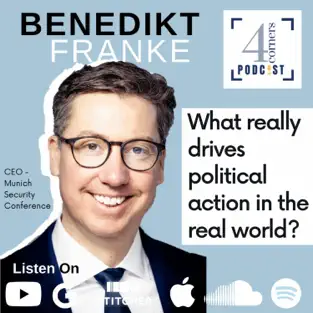 BENEDIKT
FRANKE
4 corners
PODCAST
CEO -
Munich
Security
Conference
What really
drives
political
action in the
real world?
Listen On